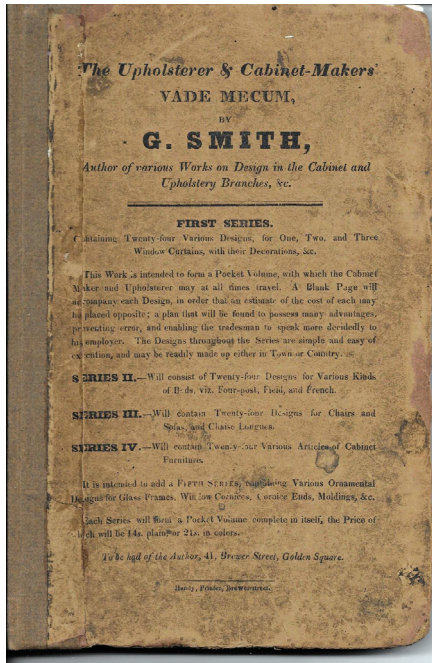 The Upholsterer & Cabinet-Makers'
VADE MECUM,
BY
G. SMITH,
Author of various Works on Design in the Cabinet and
Upholstery Branches, &c.
FIRST SERIES.
Containing Twenty-four Various Designs, for One, Two, and Three
Window Curtains, with their Decorations, &c.
This Work is intended to form a Pocket Volume, with which the Cabinet
Maker and Upholsterer may at all times travel. A Blank Page will
accompany each Design, in order that an estimate of the cost of each may
be placed opposite; a plan that will be found to possess many advantages,
preventing error, and enabling the tradesman to speak more decidedly to
his employer. The Designs throughout the Series are simple and easy of
execution, and may be readily made up either in Town or Country.
SERIES II.—Will consist of Twenty-four Designs for Various Kinds
of Beds. viz. Four-post, Field, and French.
SERIES III.—Will contain Twenty-four Designs for Chairs and
Sofas, and Chaise Longues.
SERIES IV.—Will contain Twenty-four Various Articles of Cabinet
Furniture.
It is intended to add a FIFTH SERIES, combining Various Ornamental
Designs for Glass Frames, Window Cornices, Cornice Ends, Moldings, &c.
Each Series will form a Pocket Volume complete in itself, the Price of
which will be 14s. plain, or 21s. in colors.
To be had of the Author, 41, Brewer Street, Golden Square.
Printer, Brewer-street.